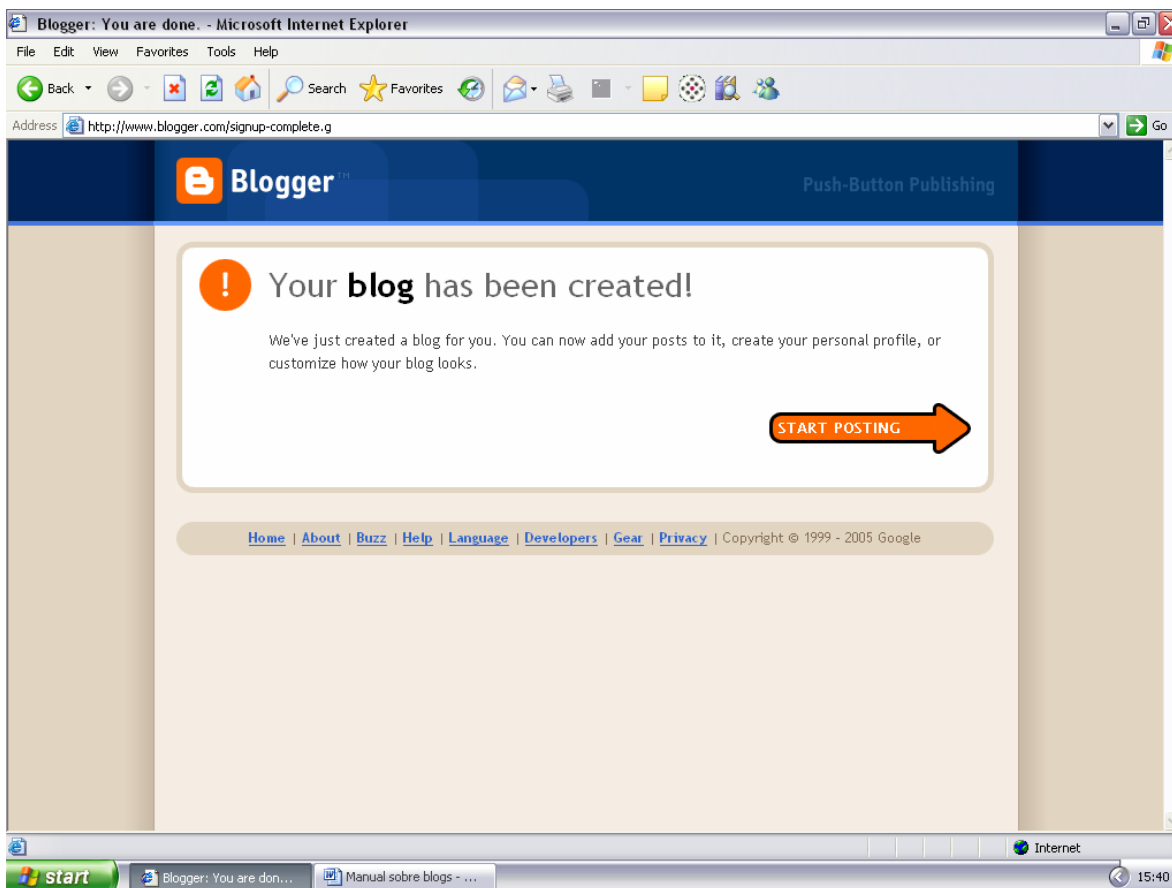 Blogger: You are done. - Microsoft Internet Explorer
File Edit View Favorites Tools Help
Back Search Favorites
Address http://www.blogger.com/signup-complete.g Go
Blogger™ Push-Button Publishing
! Your blog has been created!
We've just created a blog for you. You can now add your posts to it, create your personal profile, or
customize how your blog looks.
START POSTING
Home | About | Buzz | Help | Language | Developers | Gear | Privacy | Copyright © 1999 - 2005 Google
Internet
start Blogger: You are don... Manual sobre blogs - ... 15:40